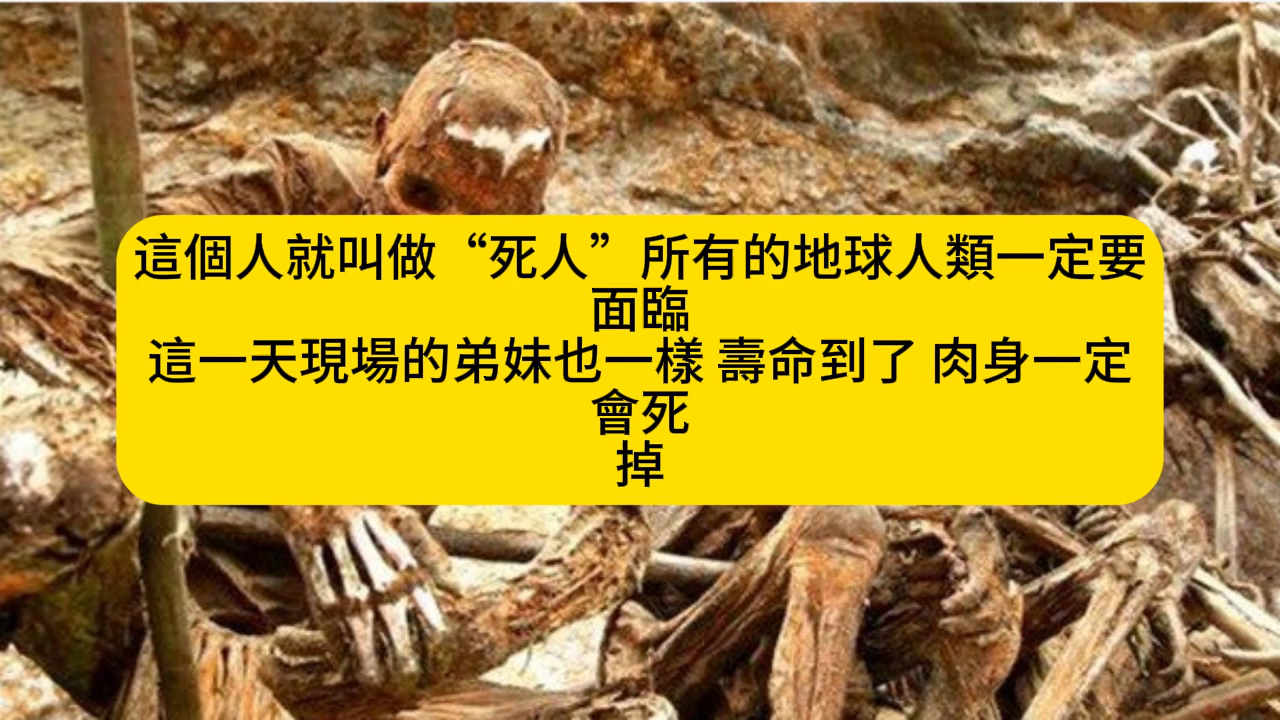 這個人就叫做“死人”所有的地球人類一定要
面臨
這一天現場的弟妹也一樣 壽命到了 肉身一定
會死
掉